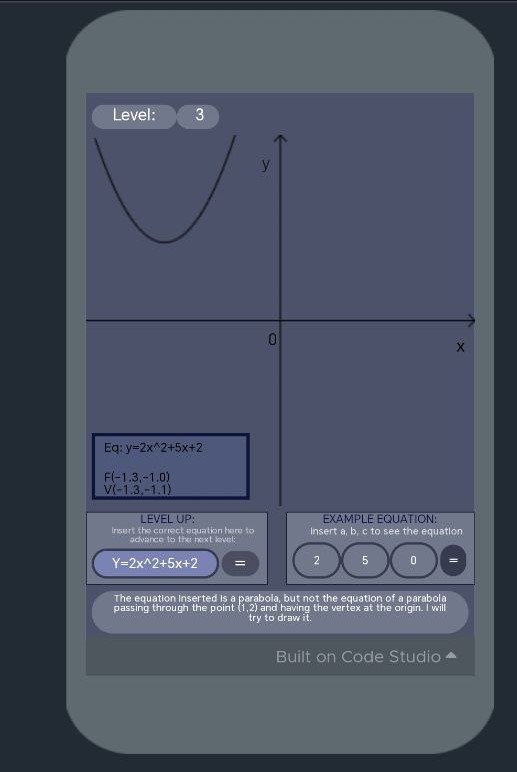 Level: 3
y
0
x
Eq: y=2x^2+5x+2
F(-1.3,-1.0)
V(-1.3,-1.1)
LEVEL UP:
Insert the correct equation here to
advance to the next level:
Y=2x^2+5x+2 =
EXAMPLE EQUATION:
Insert a, b, c to see the equation
2 5 0 =
The equation inserted is a parabola, but not the equation of a parabola
passing through the point (1,2) and having the vertex at the origin. I will
try to draw it.
Built on Code Studio